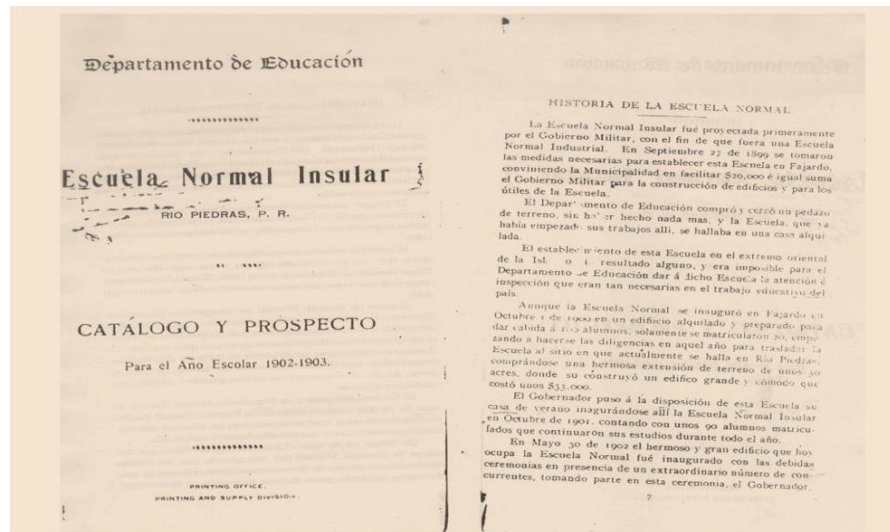 Departamento de Educación
Escuela Normal Insular
RIO PIEDRAS, P. R.
CATÁLOGO Y PROSPECTO
Para el Año Escolar 1902-1903.
PRINTING OFFICE.
PRINTING AND SUPPLY DIVISION.
HISTORIA DE LA ESCUELA NORMAL
La Escuela Normal Insular fué proyectada primeramente
por el Gobierno Militar, con el fin de que fuera una Escuela
Normal Industrial. En Septiembre 27 de 1899 se tomaron
las medidas necesarias para establecer esta Escuela en Fajardo,
conviniendo la Municipalidad en facilitar $20,000 é igual suma
el Gobierno Militar para la construcción de edificios y para los
útiles de la Escuela.
El Depar mento de Educación compró y cercó un pedazo
de terreno, sin haber hecho nada mas, y la Escuela, que ya
había empezado sus trabajos alli, se hallaba en una casa alqui
lada.
El establecimiento de esta Escuela en el extremo oriental
de la Isl resultado alguno, y era imposible para el
Departamento de Educación dar á dicho Escuela la atención é
inspección que eran tan necesarias en el trabajo educativo del
país.
Aunque la Escuela Normal se inauguró en Fajardo en
Octubre 1 de 1900 en un edificio alquilado y preparado para
dar cabida á alumnos, solamente se matricularon 20, empe
zando a hacerse las diligencias en aquel año para trasladar la
Escuela al sitio en que actualmente se halla en Rio Piedras,
comprándose una hermosa extensión de terreno de unos
acres, donde su construyó un edifico grande y cómodo que
costó unos $35,000.
El Gobernador puso á la disposición de esta Escuela su
casa de verano inagurándose allí la Escuela Normal Insular
en Octubre de 1901, contando con unos 90 alumnos matricu-
lados que continuaron sus estudios durante todo el año.
En Mayo 30 de 1902 el hermoso y gran edificio que hoy
ocupa la Escuela Normal fué inaugurado con las debidas
ceremonias en presencia de un extraordinario número de con-
currentes, tomando parte en esta ceremonia, el Gobernador,
7